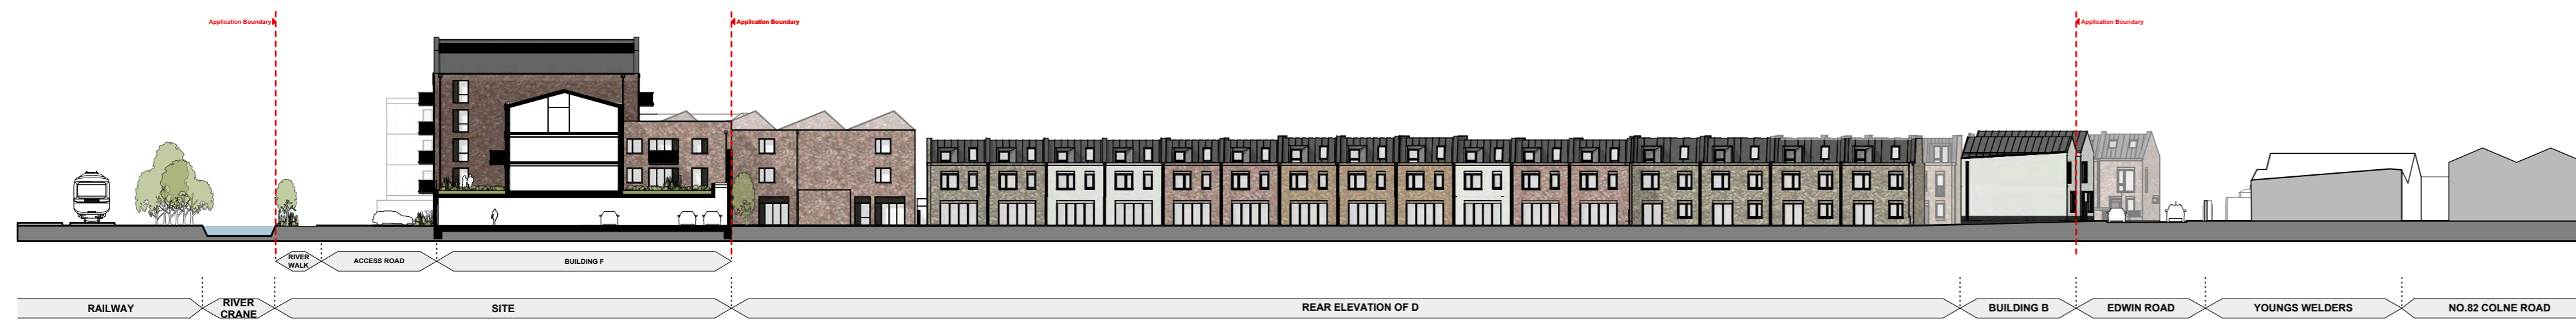 Application Boundary
Application Boundary
Application Boundary
RIVER
WALK
ACCESS ROAD
BUILDING F
RAILWAY
RIVER
CRANE
SITE
REAR ELEVATION OF D
BUILDING B
EDWIN ROAD
YOUNGS WELDERS
NO.82 COLNE ROAD